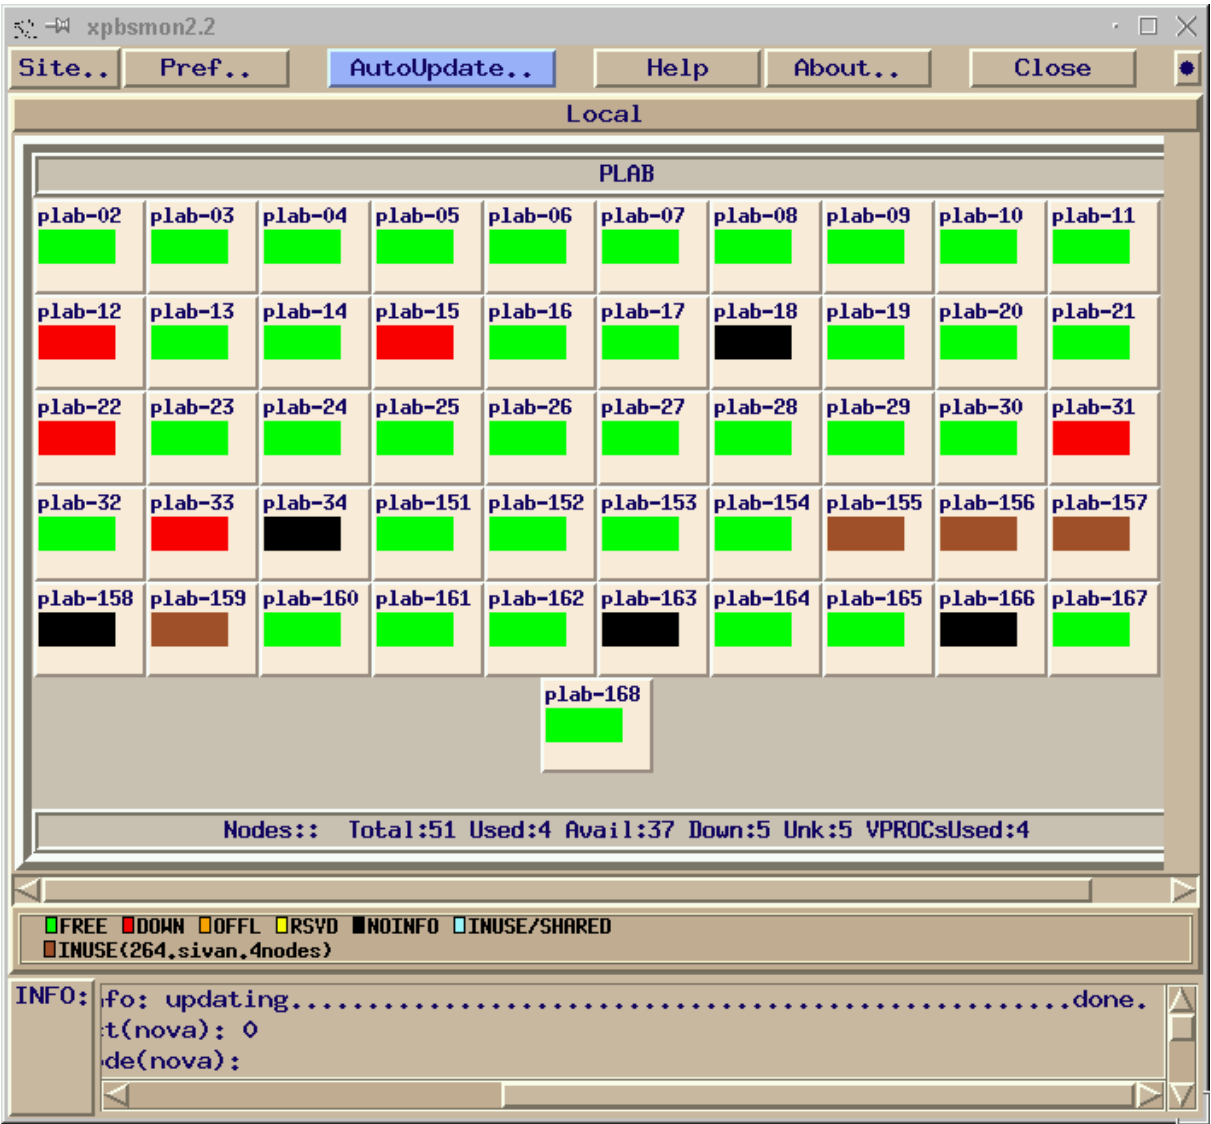 xpbsmon2.2
Site.. Pref.. AutoUpdate.. Help About.. Close
Local
PLAB
plab-02 plab-03 plab-04 plab-05 plab-06 plab-07 plab-08 plab-09 plab-10 plab-11
plab-12 plab-13 plab-14 plab-15 plab-16 plab-17 plab-18 plab-19 plab-20 plab-21
plab-22 plab-23 plab-24 plab-25 plab-26 plab-27 plab-28 plab-29 plab-30 plab-31
plab-32 plab-33 plab-34 plab-151 plab-152 plab-153 plab-154 plab-155 plab-156 plab-157
plab-158 plab-159 plab-160 plab-161 plab-162 plab-163 plab-164 plab-165 plab-166 plab-167
plab-168
Nodes:: Total:51 Used:4 Avail:37 Down:5 Unk:5 VPROCsUsed:4
FREE DOWN OFFL RSVD NOINFO INUSE/SHARED
INUSE(264.sivan.4nodes)
INFO: nfo: updating..................................................done.
ct(nova): 0
ode(nova):